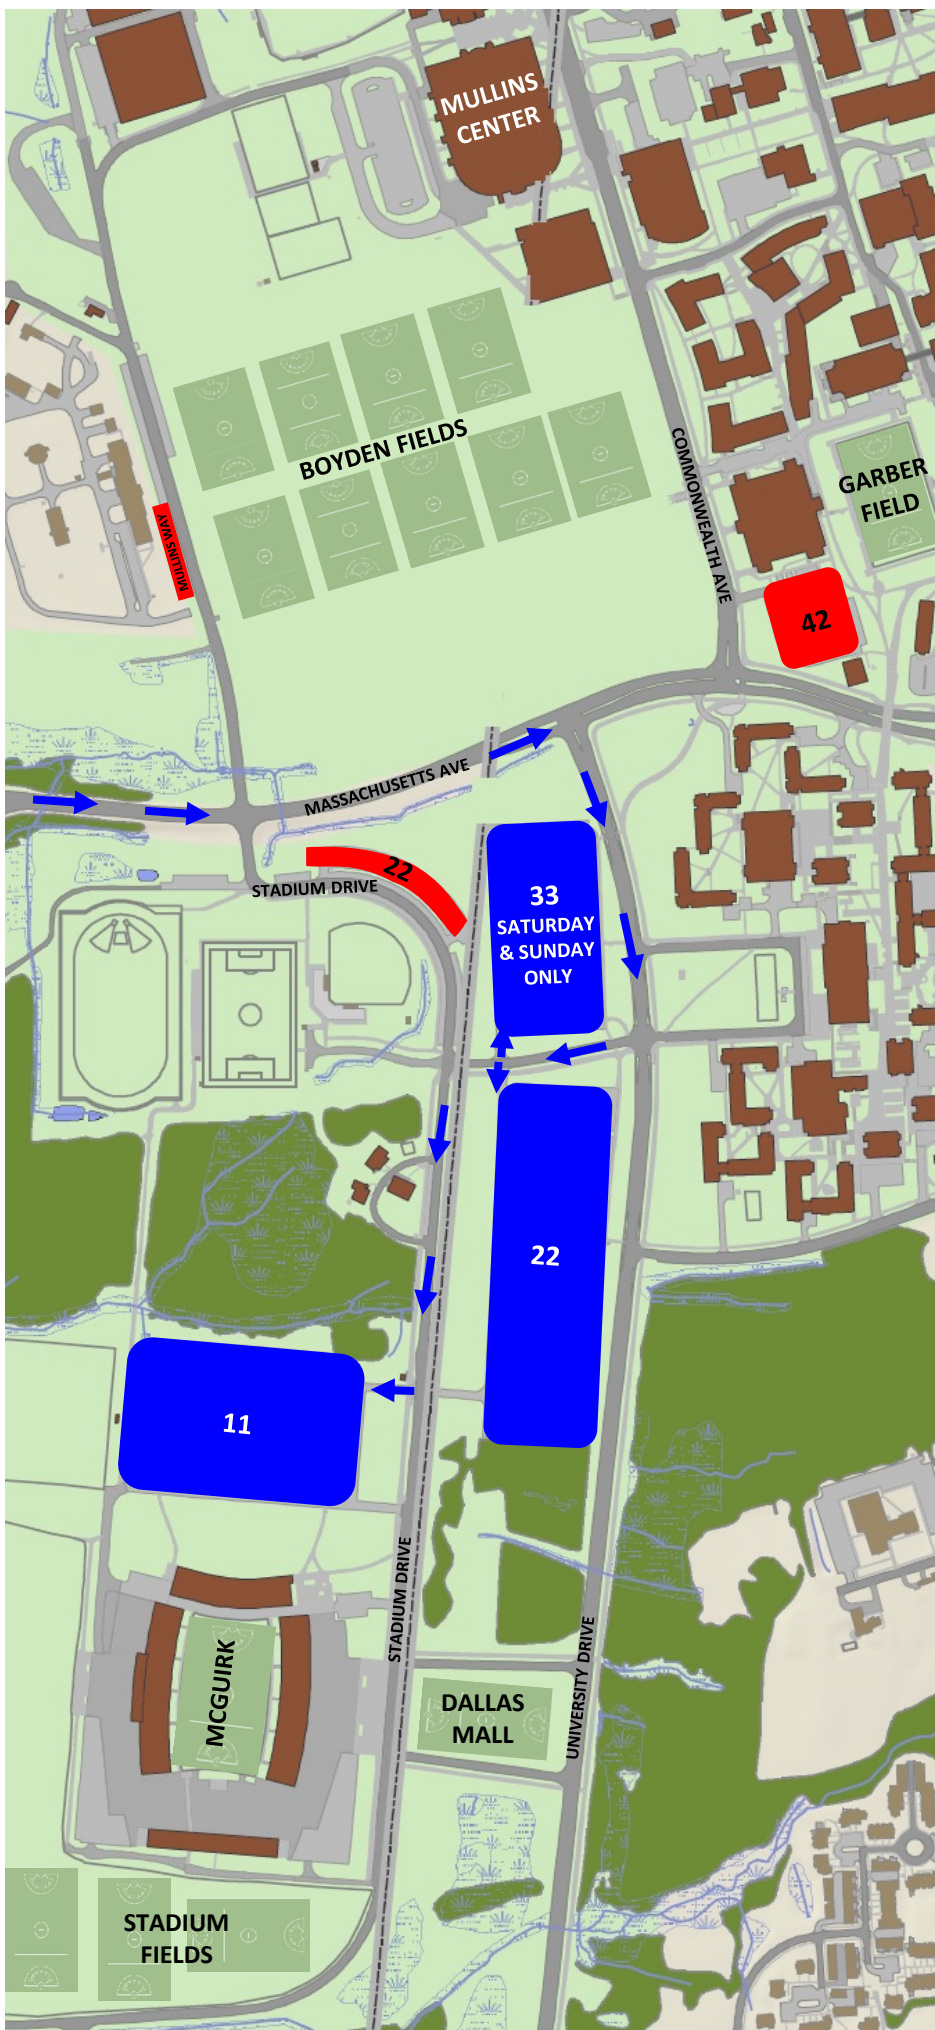 MULLINS
CENTER
BOYDEN FIELDS
COMMONWEALTH AVE
GARBER
FIELD
MULLINS WAY
42
MASSACHUSETTS AVE
22
STADIUM DRIVE
33
SATURDAY
& SUNDAY
ONLY
22
11
STADIUM DRIVE
UNIVERSITY DRIVE
MCGUIRK
DALLAS
MALL
STADIUM
FIELDS